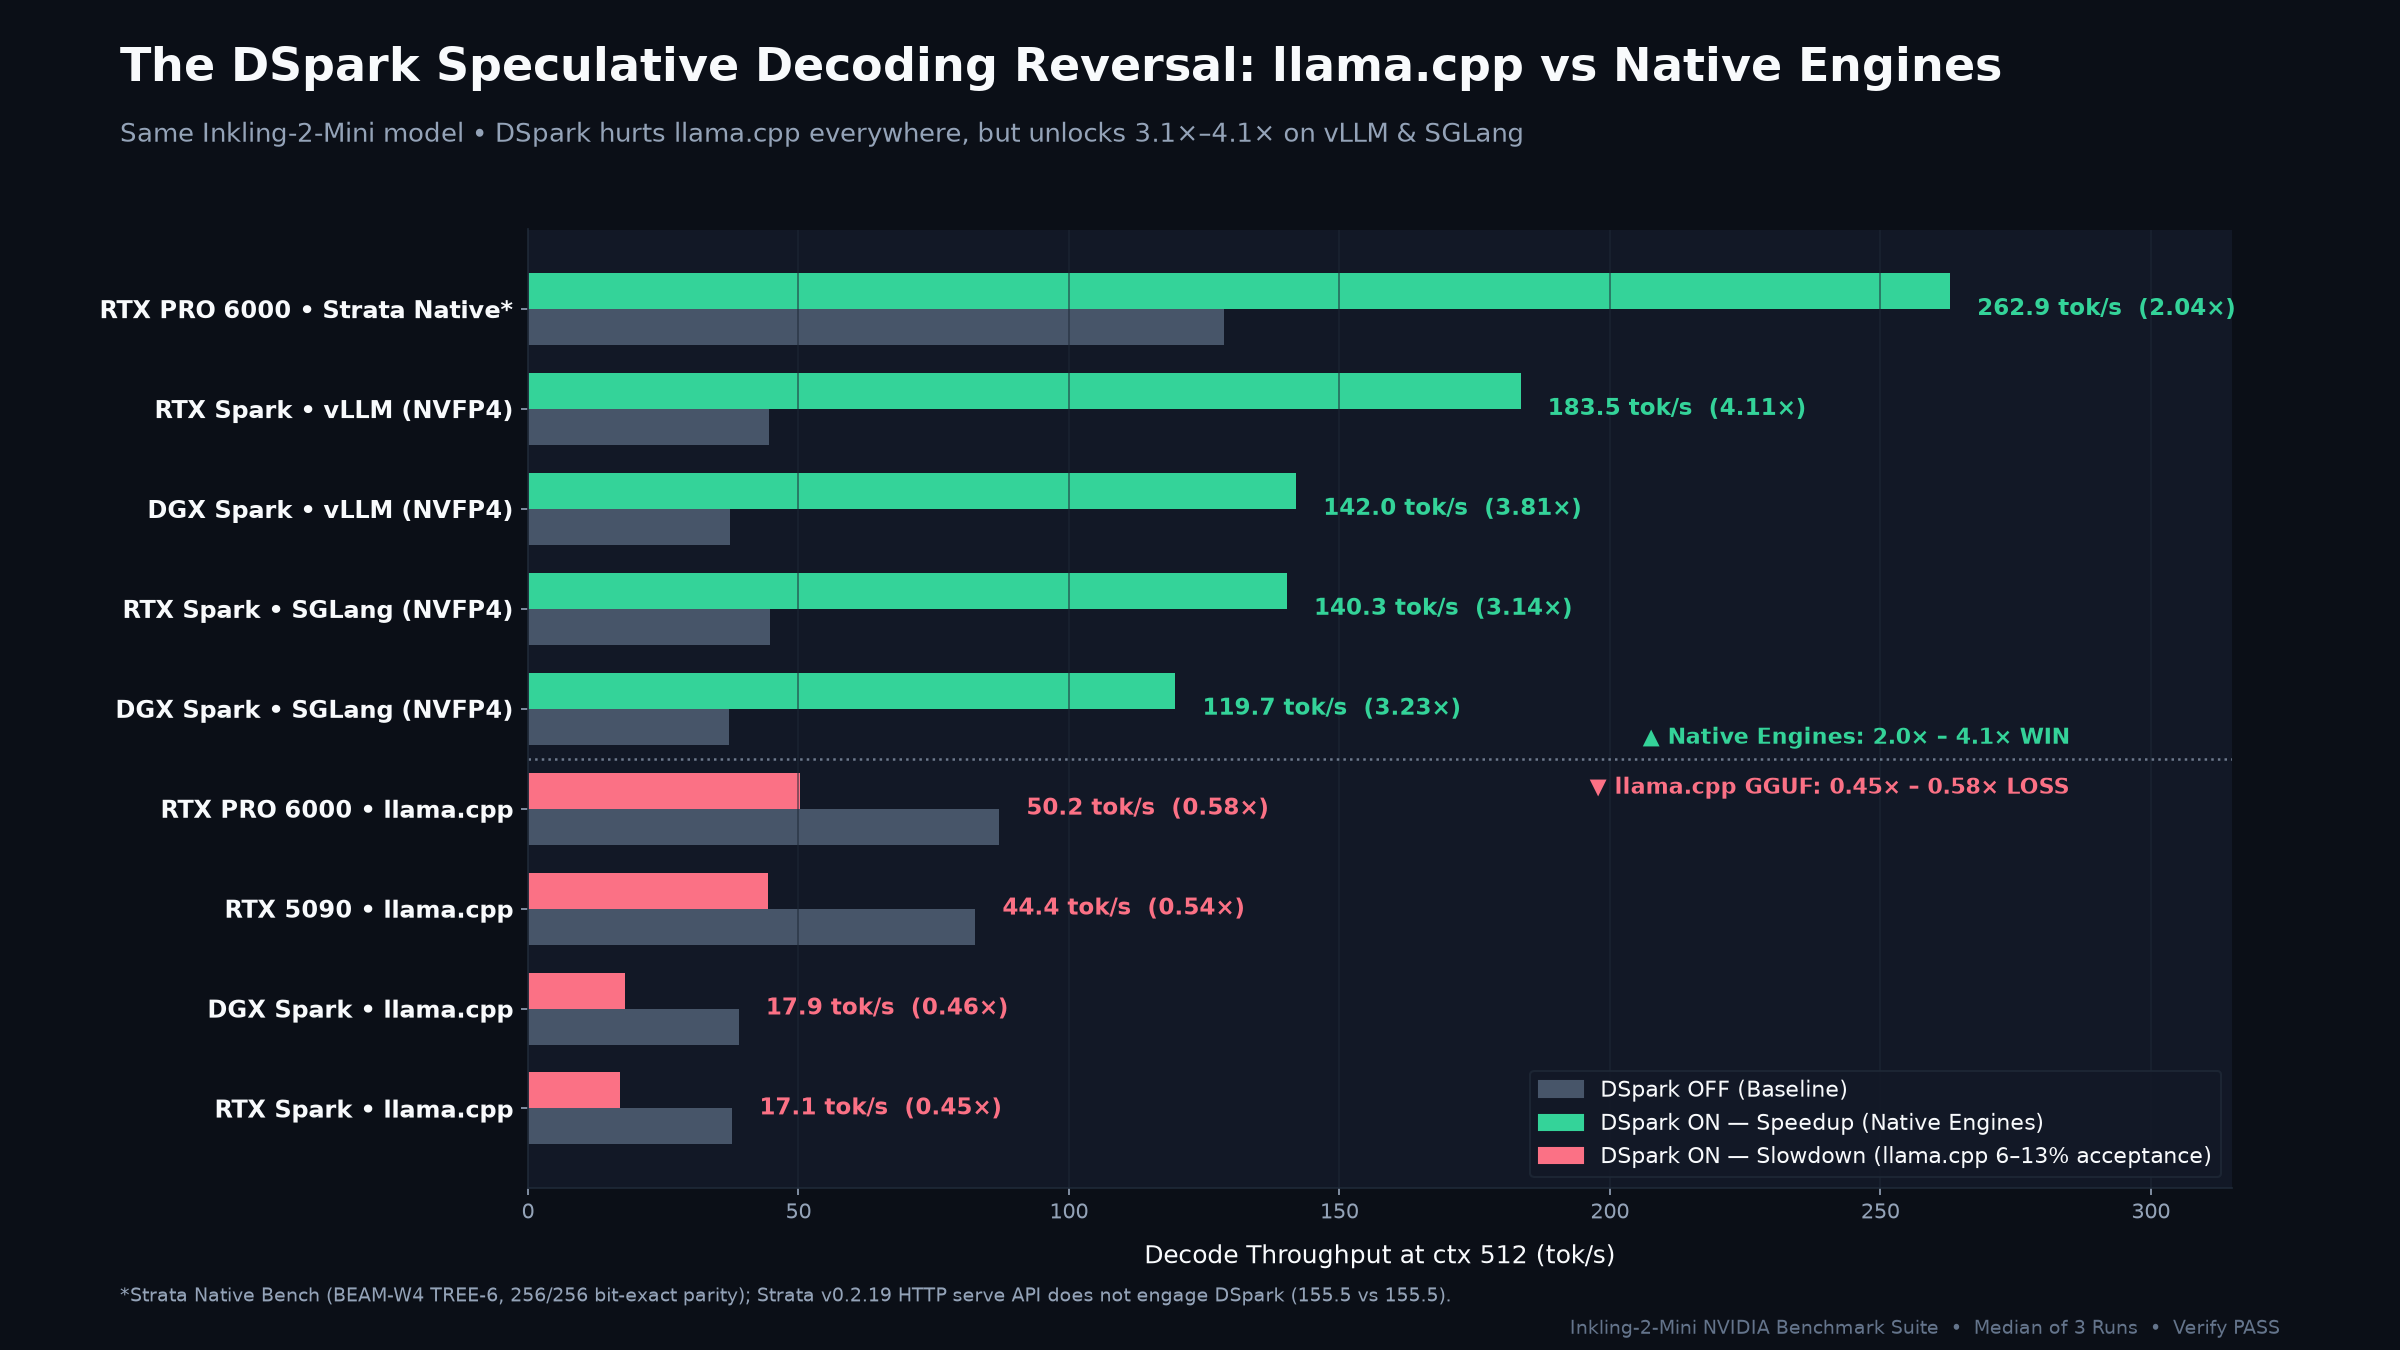 The DSpark Speculative Decoding Reversal: llama.cpp vs Native Engines
Same Inkling-2-Mini model • DSpark hurts llama.cpp everywhere, but unlocks 3.1×–4.1× on vLLM & SGLang
RTX PRO 6000 • Strata Native*
262.9 tok/s (2.04×)
RTX Spark • vLLM (NVFP4)
183.5 tok/s (4.11×)
DGX Spark • vLLM (NVFP4)
142.0 tok/s (3.81×)
RTX Spark • SGLang (NVFP4)
140.3 tok/s (3.14×)
DGX Spark • SGLang (NVFP4)
119.7 tok/s (3.23×)
▲ Native Engines: 2.0× – 4.1× WIN
▼ llama.cpp GGUF: 0.45× – 0.58× LOSS
RTX PRO 6000 • llama.cpp
50.2 tok/s (0.58×)
RTX 5090 • llama.cpp
44.4 tok/s (0.54×)
DGX Spark • llama.cpp
17.9 tok/s (0.46×)
RTX Spark • llama.cpp
17.1 tok/s (0.45×)
DSpark OFF (Baseline)
DSpark ON — Speedup (Native Engines)
DSpark ON — Slowdown (llama.cpp 6–13% acceptance)
0 50 100 150 200 250 300
Decode Throughput at ctx 512 (tok/s)
*Strata Native Bench (BEAM-W4 TREE-6, 256/256 bit-exact parity); Strata v0.2.19 HTTP serve API does not engage DSpark (155.5 vs 155.5).
Inkling-2-Mini NVIDIA Benchmark Suite • Median of 3 Runs • Verify PASS